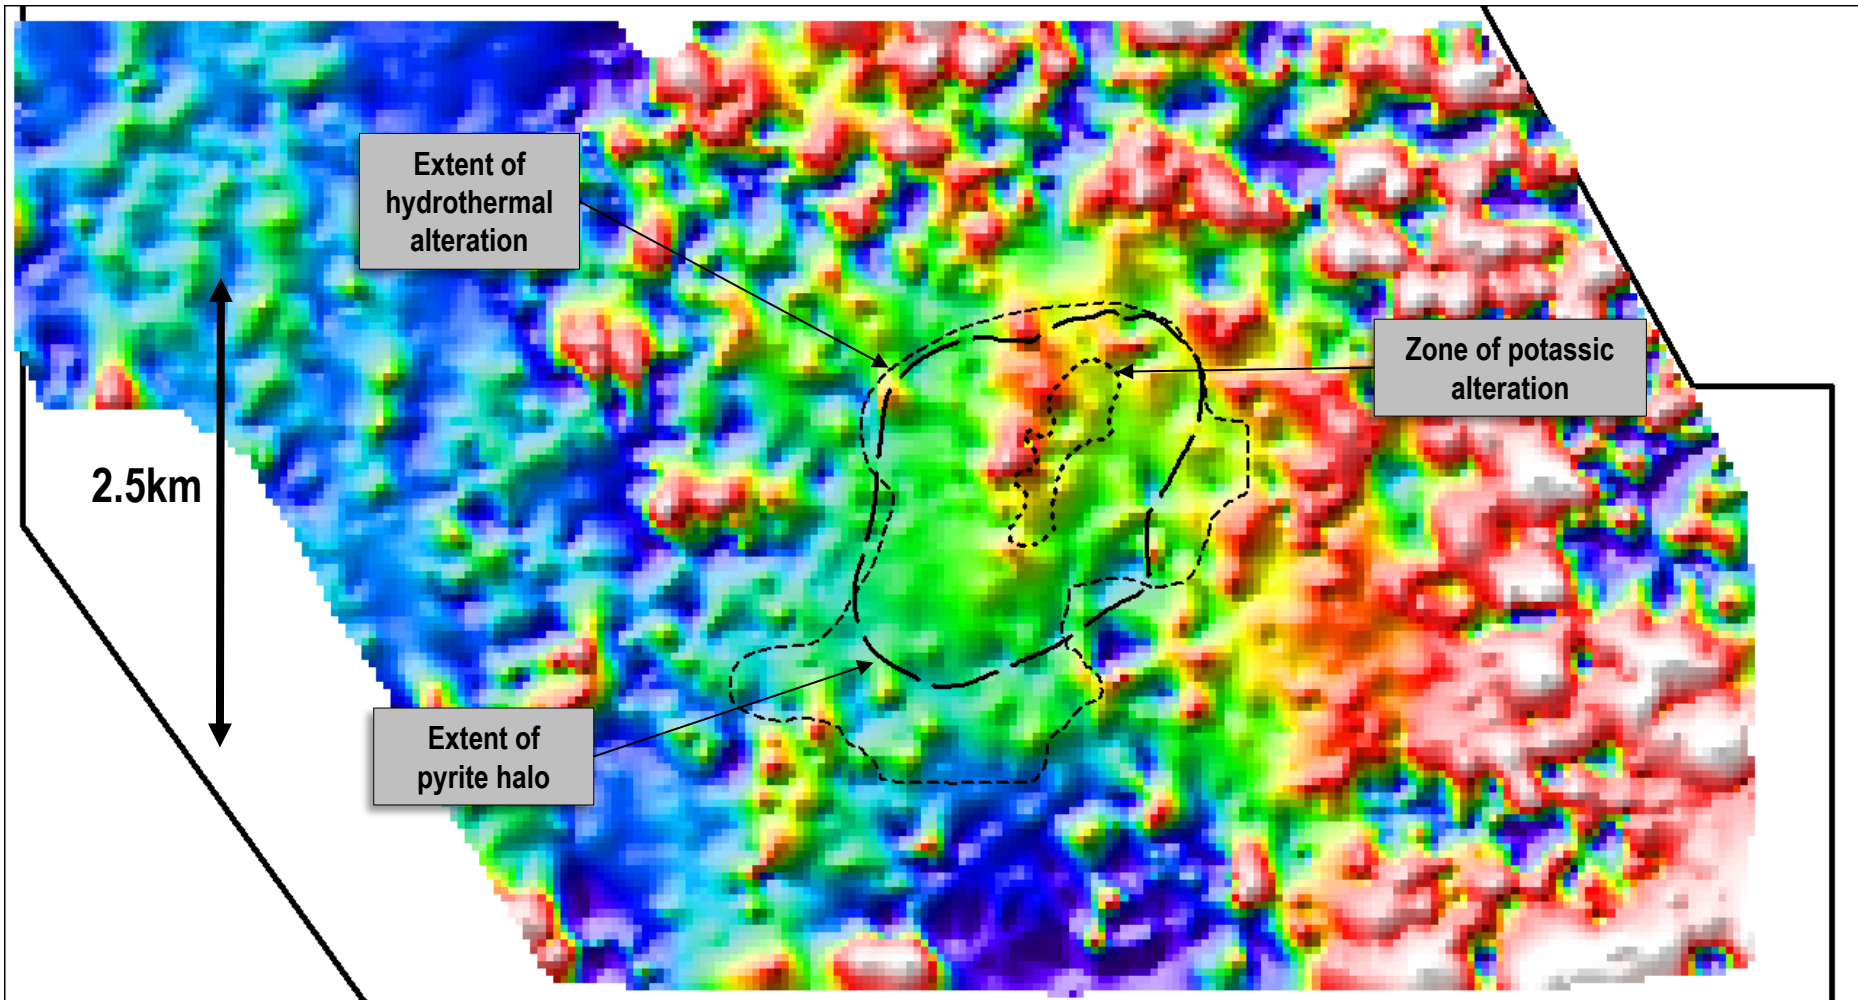 Extent of
hydrothermal
alteration
Zone of potassic
alteration
2.5km
Extent of
pyrite halo